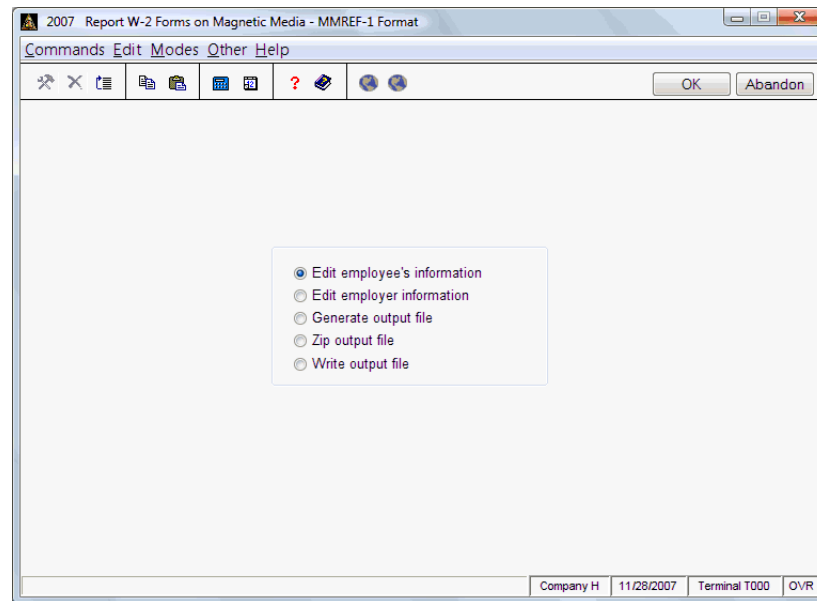 2007 Report W-2 Forms on Magnetic Media - MMREF-1 Format
Commands Edit Modes Other Help
OK Abandon
Edit employee's information
Edit employer information
Generate output file
Zip output file
Write output file
Company H 11/28/2007 Terminal T000 OVR